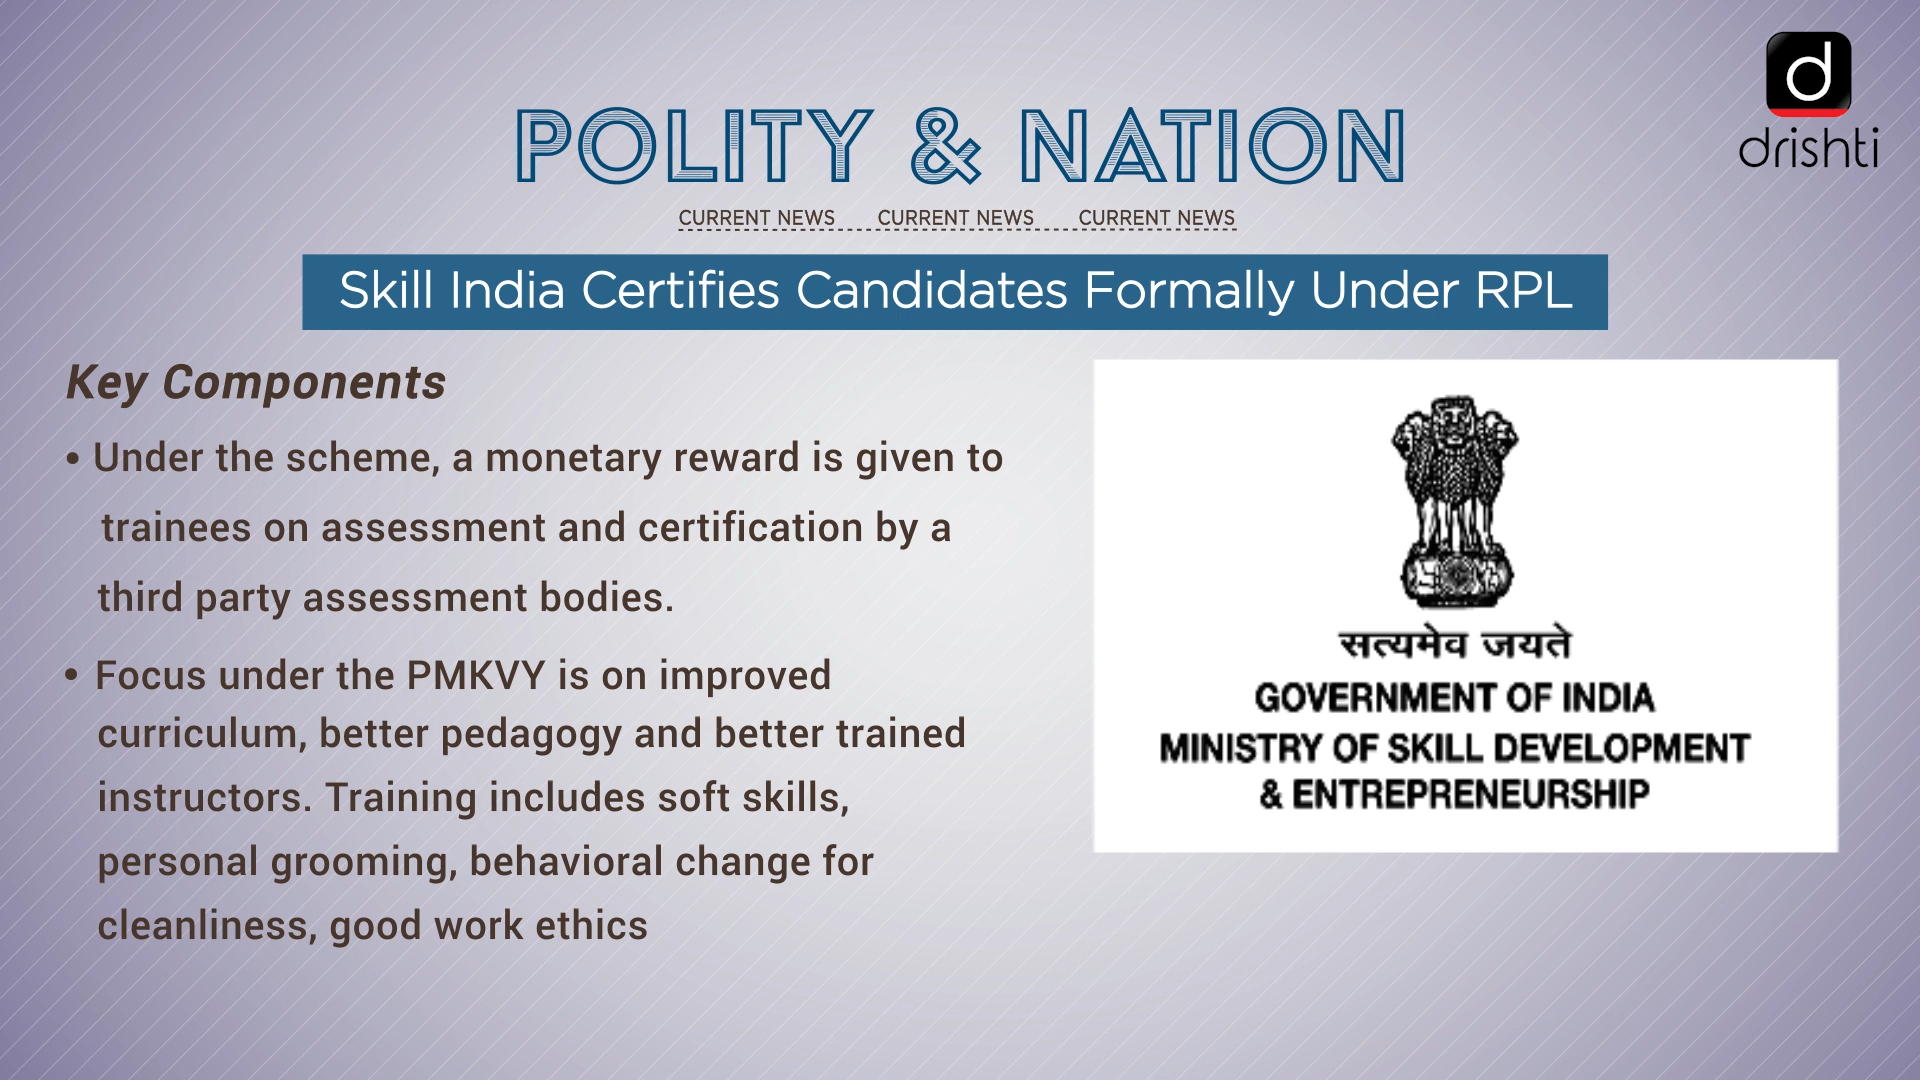 d
drishti
POLITY & NATION
CURRENT NEWS CURRENT NEWS CURRENT NEWS
Skill India Certifies Candidates Formally Under RPL
Key Components
• Under the scheme, a monetary reward is given to
trainees on assessment and certification by a
third party assessment bodies.
• Focus under the PMKVY is on improved
curriculum, better pedagogy and better trained
instructors. Training includes soft skills,
personal grooming, behavioral change for
cleanliness, good work ethics
सत्यमेव जयते
GOVERNMENT OF INDIA
MINISTRY OF SKILL DEVELOPMENT
& ENTREPRENEURSHIP